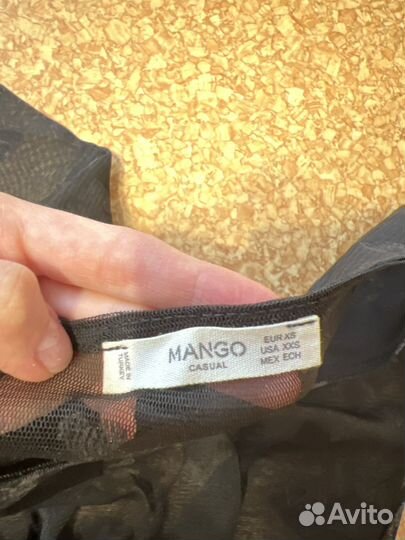 MADE IN
TURKEY
MANGO
CASUAL
EUR XS
USA XXS
MEX ECH
Avito